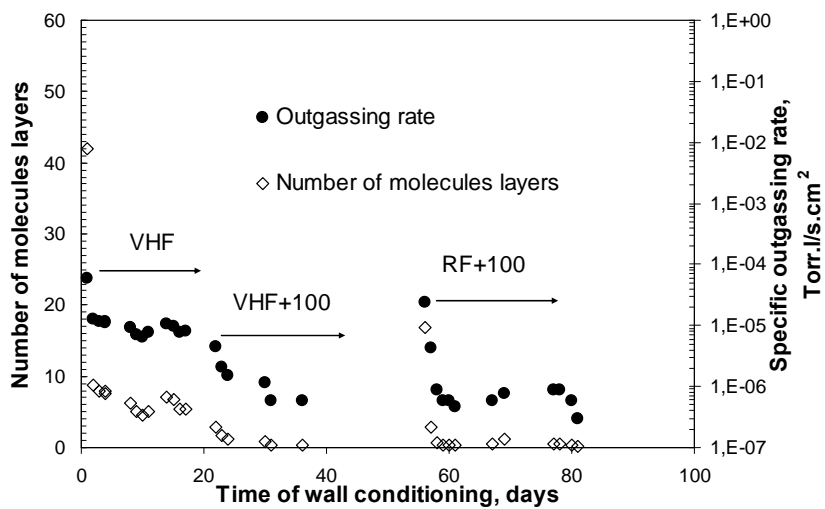 60
50
40
30
20
10
0
Number of molecules layers
1,E+00
1,E-01
1,E-02
1,E-03
1,E-04
1,E-05
1,E-06
1,E-07
Specific outgassing rate,
Torr.l/s.cm²
Outgassing rate
Number of molecules layers
VHF
VHF+100
RF+100
0 20 40 60 80 100
Time of wall conditioning, days